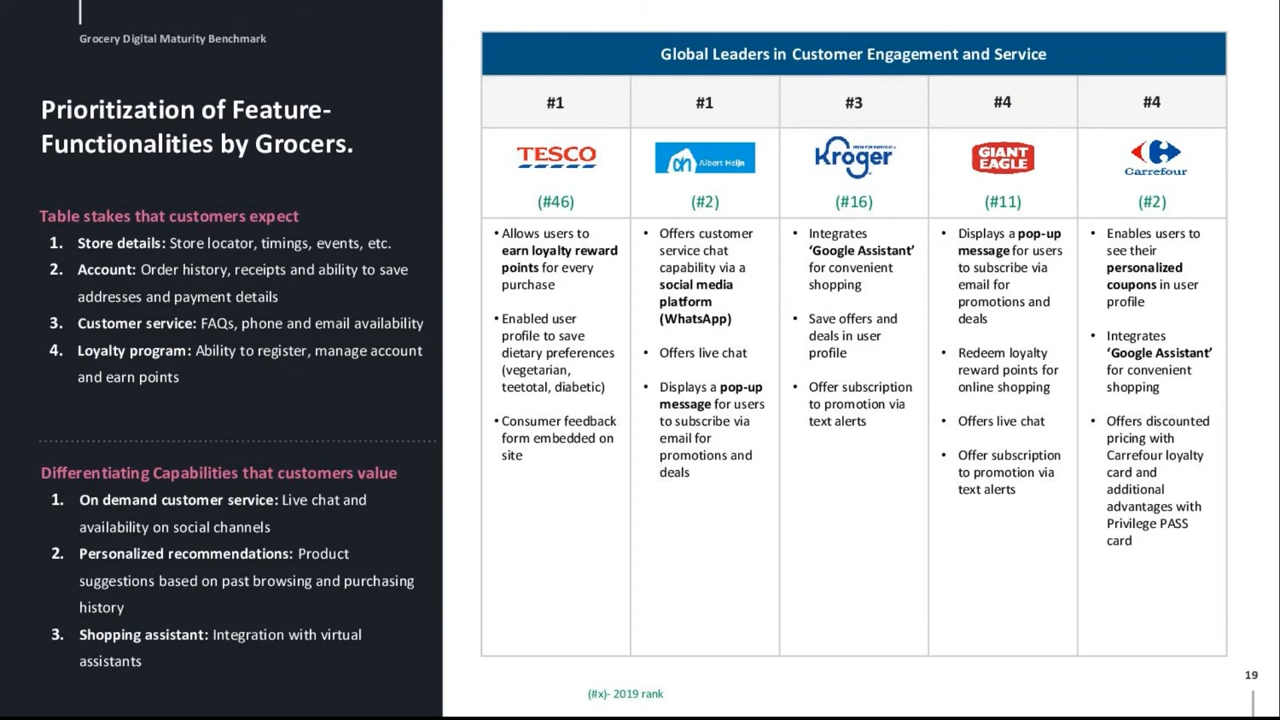 Grocery Digital Maturity Benchmark
Prioritization of Feature-
Functionalities by Grocers.
Table stakes that customers expect
1. Store details: Store locator, timings, events, etc.
2. Account: Order history, receipts and ability to save
addresses and payment details
3. Customer service: FAQs, phone and email availability
4. Loyalty program: Ability to register, manage account
and earn points
Differentiating Capabilities that customers value
1. On demand customer service: Live chat and
availability on social channels
2. Personalized recommendations: Product
suggestions based on past browsing and purchasing
history
3. Shopping assistant: Integration with virtual
assistants
Global Leaders in Customer Engagement and Service
#1
TESCO
(#46)
• Allows users to
earn loyalty reward
points for every
purchase
• Enabled user
profile to save
dietary preferences
(vegetarian,
teetotal, diabetic)
• Consumer feedback
form embedded on
site
#1
ah Albert Heijn
(#2)
• Offers customer
service chat
capability via a
social media
platform
(WhatsApp)
• Offers live chat
• Displays a pop-up
message for users
to subscribe via
email for
promotions and
deals
#3
Kroger
(#16)
• Integrates
‘Google Assistant’
for convenient
shopping
• Save offers and
deals in user
profile
• Offer subscription
to promotion via
text alerts
#4
GIANT
EAGLE
(#11)
• Displays a pop-up
message for users
to subscribe via
email for
promotions and
deals
• Redeem loyalty
reward points for
online shopping
• Offers live chat
• Offer subscription
to promotion via
text alerts
#4
Carrefour
(#2)
• Enables users to
see their
personalized
coupons in user
profile
• Integrates
‘Google Assistant’
for convenient
shopping
• Offers discounted
pricing with
Carrefour loyalty
card and
additional
advantages with
Privilege PASS
card
(#x)- 2019 rank
19